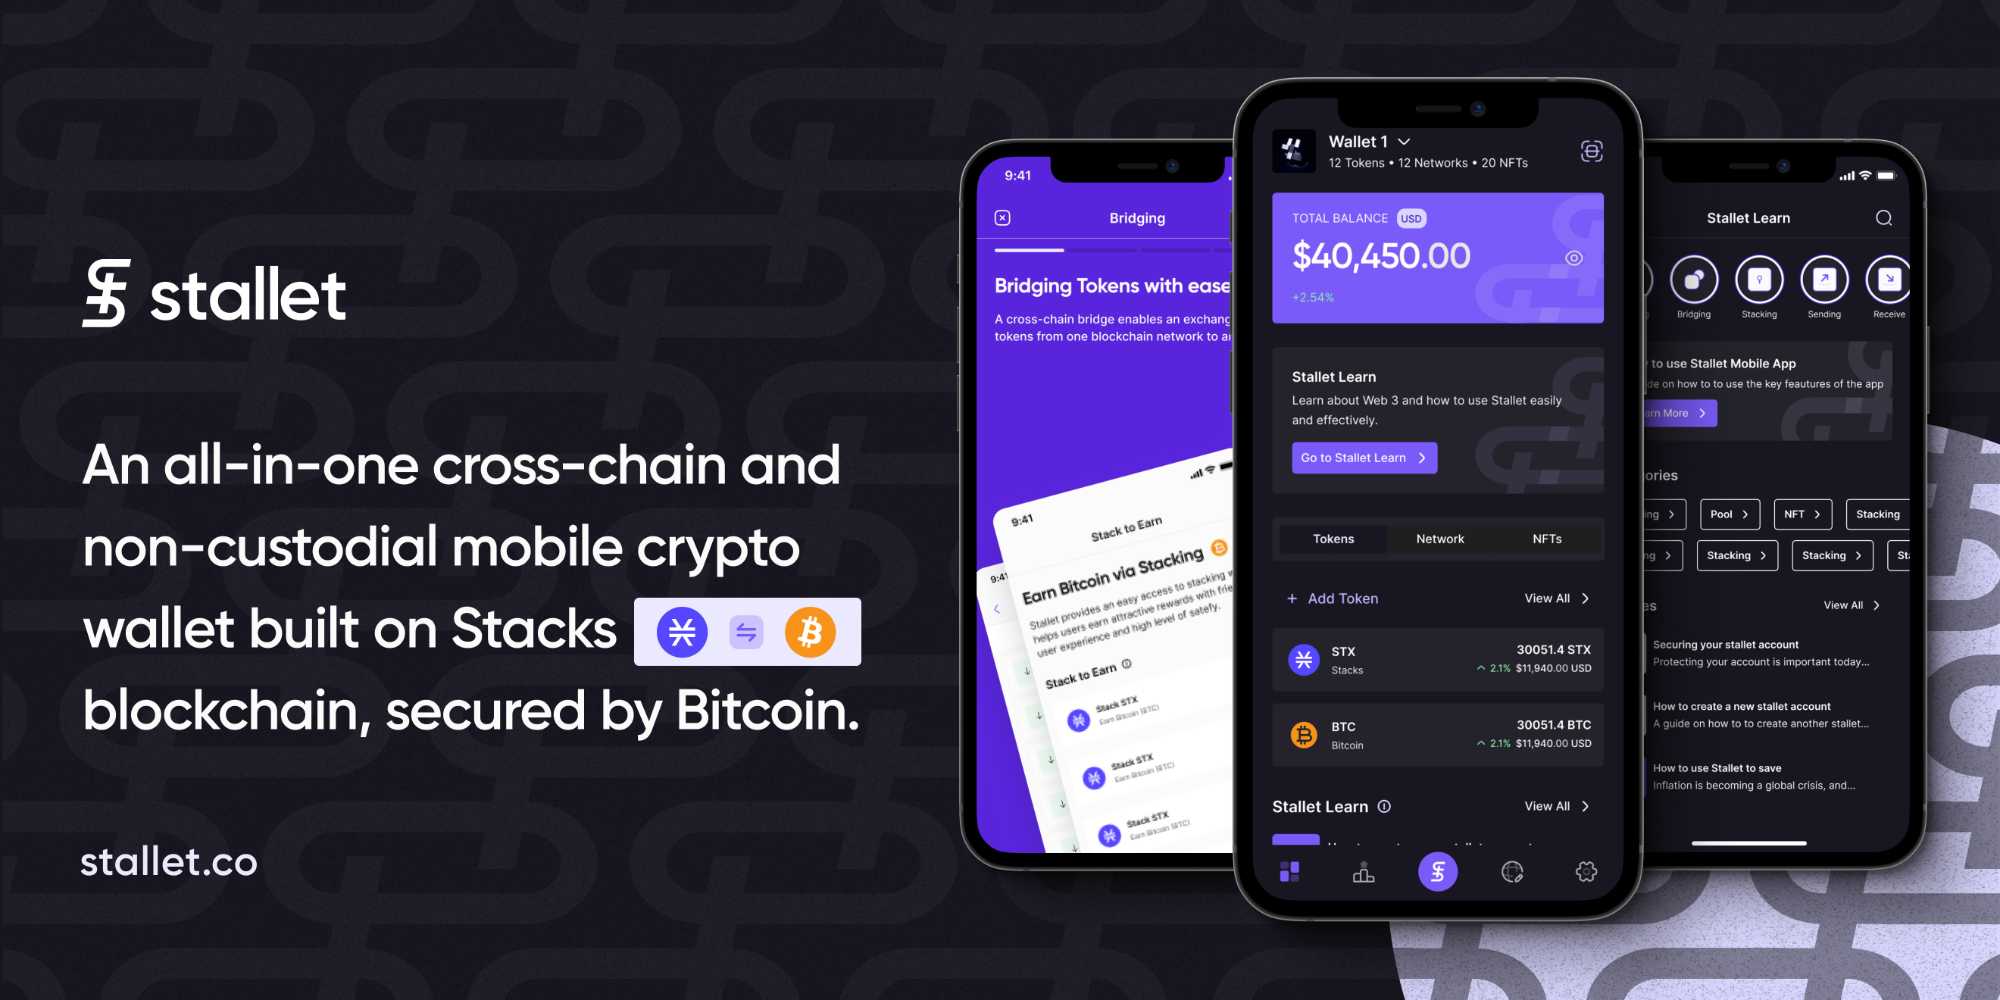 stallet
An all-in-one cross-chain and
non-custodial mobile crypto
wallet built on Stacks
blockchain, secured by Bitcoin.
stallet.co
9:41
Bridging
Bridging Tokens with ease
A cross-chain bridge enables an exchang
tokens from one blockchain network to a
9:41
Stack to Earn
9:41
Earn Bitcoin via Stacking
Stallet provides an easy access to stacking w
helps users earn attractive rewards with frie
user experience and high level of satefy.
Stack to Earn
Stack STX
Earn Bitcoin (BTC)
Stack STX
Earn Bitcoin (BTC)
Stack STX
Earn Bitcoin (BTC)
Wallet 1
12 Tokens • 12 Networks • 20 NFTs
TOTAL BALANCE USD
$40,450.00
+2.54%
Stallet Learn
Learn about Web 3 and how to use Stallet easily
and effectively.
Go to Stallet Learn
Tokens Network NFTs
+ Add Token View All
STX 30051.4 STX
Stacks 2.1% $11,940.00 USD
BTC 30051.4 BTC
Bitcoin 2.1% $11,940.00 USD
Stallet Learn View All
Stallet Learn
Bridging Stacking Sending Receive
to use Stallet Mobile App
de on how to to use the key feautures of the app
arn More
ories
ng Pool NFT Stacking
ng Stacking Stacking St
es View All
Securing your stallet account
Protecting your account is important today...
How to create a new stallet account
A guide on how to to create another stallet...
How to use Stallet to save
Inflation is becoming a global crisis, and...